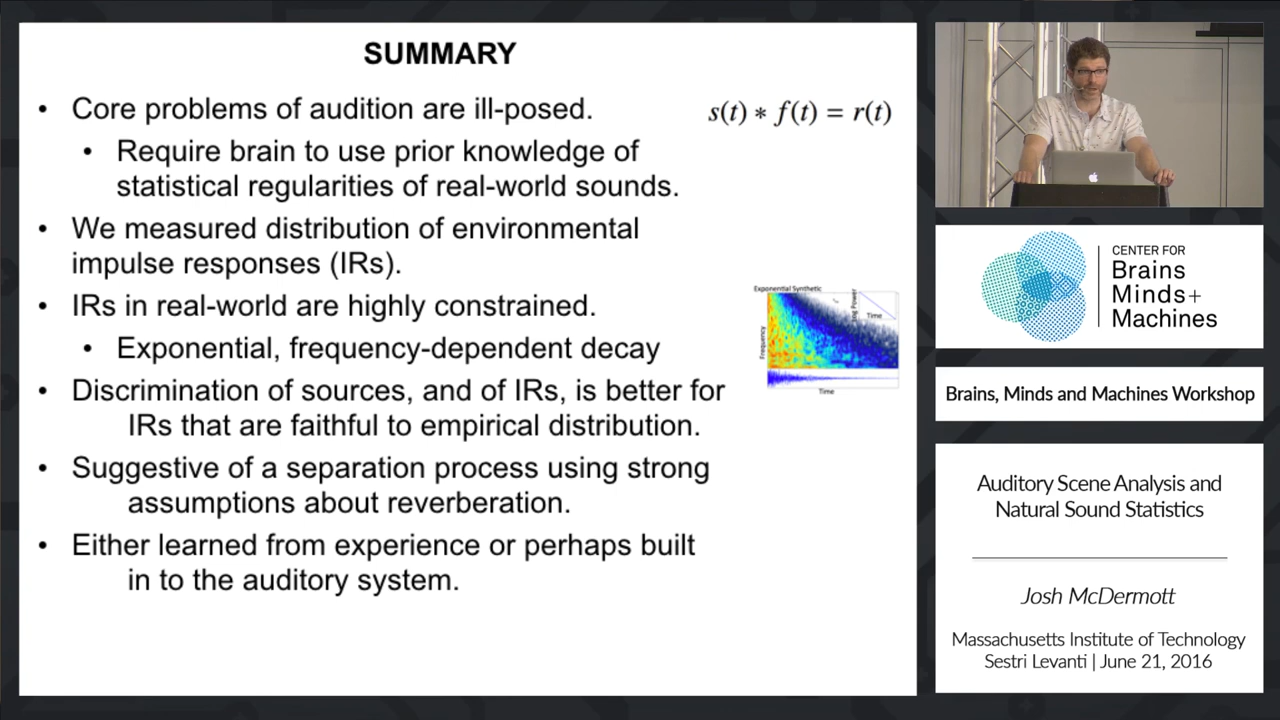 SUMMARY
• Core problems of audition are ill-posed.
s(t) ∗ f(t) = r(t)
• Require brain to use prior knowledge of
statistical regularities of real-world sounds.
• We measured distribution of environmental
impulse responses (IRs).
• IRs in real-world are highly constrained.
• Exponential, frequency-dependent decay
Exponential Synthetic
Frequency
Time
Time
• Discrimination of sources, and of IRs, is better for
IRs that are faithful to empirical distribution.
• Suggestive of a separation process using strong
assumptions about reverberation.
• Either learned from experience or perhaps built
in to the auditory system.
CENTER FOR
Brains
Minds+
Machines
Brains, Minds and Machines Workshop
Auditory Scene Analysis and
Natural Sound Statistics
Josh McDermott
Massachusetts Institute of Technology
Sestri Levanti | June 21, 2016